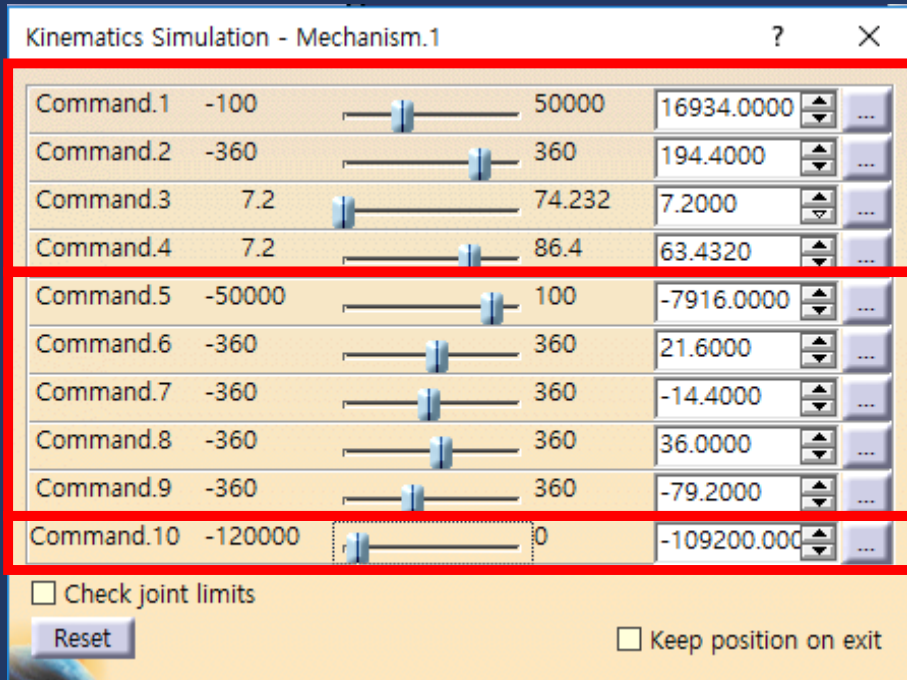 Kinematics Simulation - Mechanism.1 ? ×
Command.1 -100 50000 16934.0000 ...
Command.2 -360 360 194.4000 ...
Command.3 7.2 74.232 7.2000 ...
Command.4 7.2 86.4 63.4320 ...
Command.5 -50000 100 -7916.0000 ...
Command.6 -360 360 21.6000 ...
Command.7 -360 360 -14.4000 ...
Command.8 -360 360 36.0000 ...
Command.9 -360 360 -79.2000 ...
Command.10 -120000 0 -109200.000 ...
Check joint limits
Reset Keep position on exit